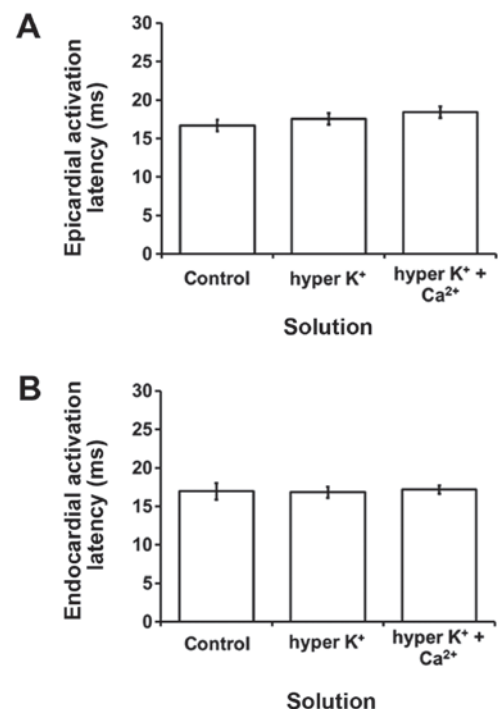 A
Epicardial activation
latency (ms)
30
25
20
15
10
5
0
Control
hyper K⁺
hyper K⁺ +
Ca²⁺
Solution
B
Endocardial activation
latency (ms)
30
25
20
15
10
5
0
Control
hyper K⁺
hyper K⁺ +
Ca²⁺
Solution